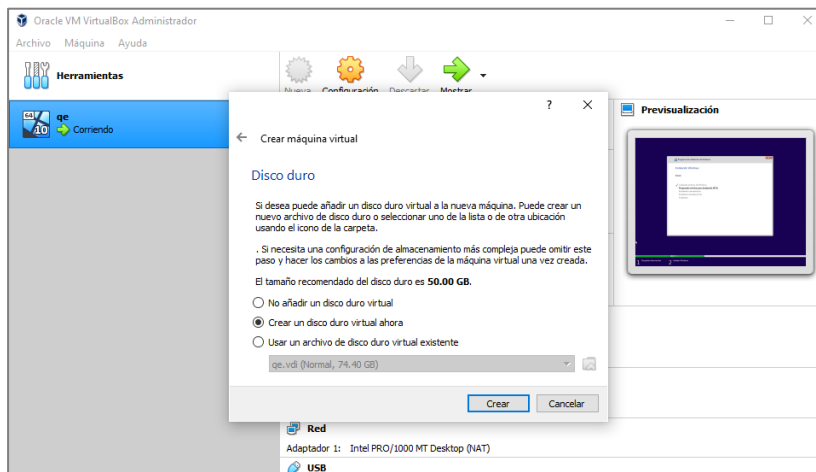 Oracle VM VirtualBox Administrador
Archivo Máquina Ayuda
Herramientas
Nueva Configuración Descartar Mostrar
64
10
qe
Corriendo
Previsualización
?
Crear máquina virtual
Disco duro
Si desea puede añadir un disco duro virtual a la nueva máquina. Puede crear un
nuevo archivo de disco duro o seleccionar uno de la lista o de otra ubicación
usando el icono de la carpeta.
. Si necesita una configuración de almacenamiento más compleja puede omitir este
paso y hacer los cambios a las preferencias de la máquina virtual una vez creada.
El tamaño recomendado del disco duro es 50.00 GB.
No añadir un disco duro virtual
Crear un disco duro virtual ahora
Usar un archivo de disco duro virtual existente
qe.vdi (Normal, 74.40 GB)
Crear Cancelar
Red
Adaptador 1: Intel PRO/1000 MT Desktop (NAT)
USB